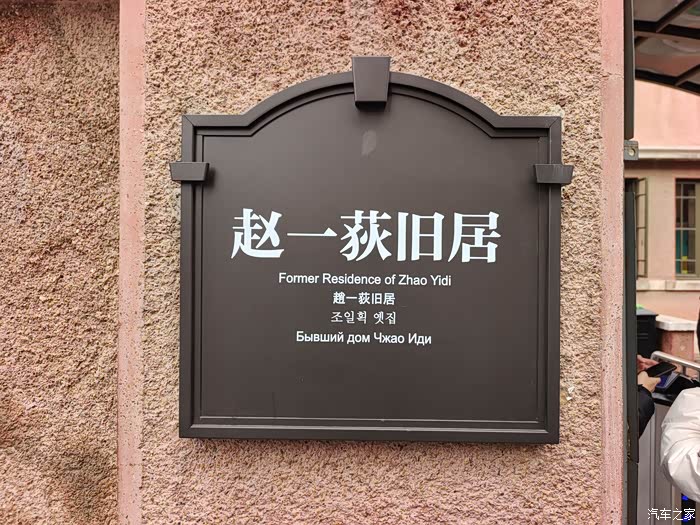 赵一荻旧居
Former Residence of Zhao Yidi
趙一荻旧居
조일획 옛집
Бывший дом Чжао Иди
汽车之家